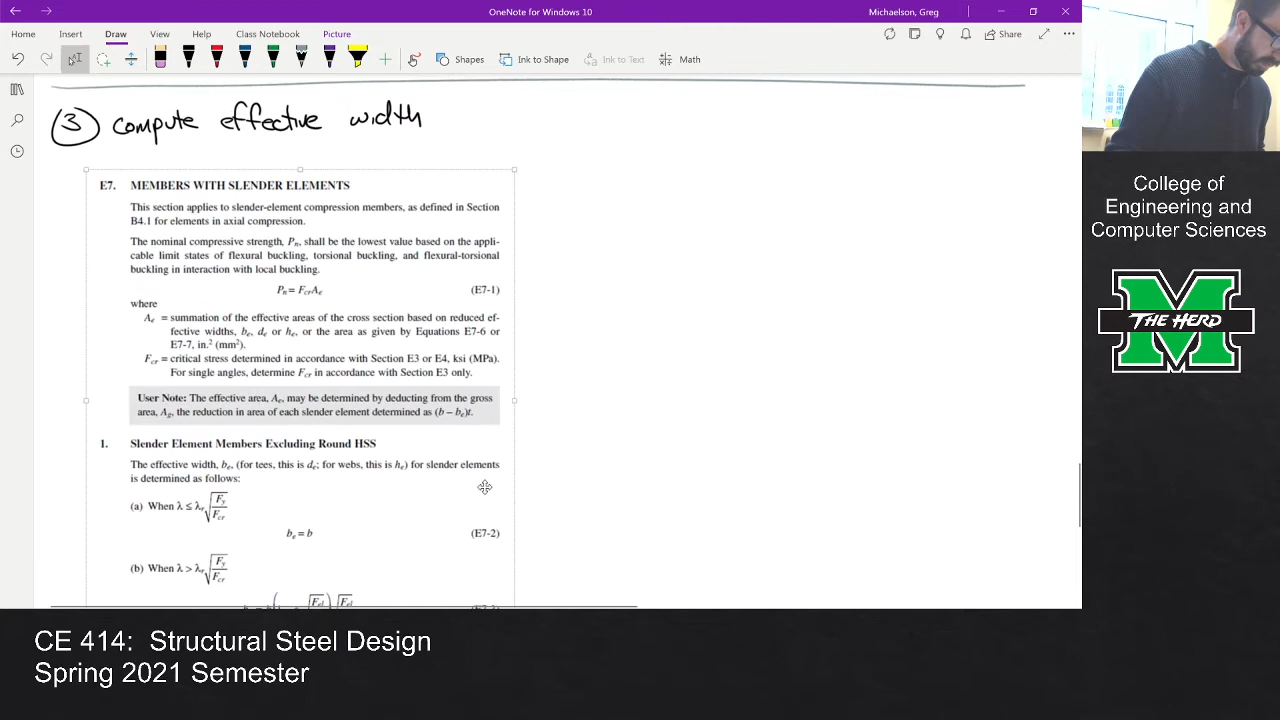 OneNote for Windows 10
Michaelson, Greg
Home Insert Draw View Help Class Notebook Picture
Shapes Ink to Shape Ink to Text Math Share
3 compute effective width
E7. MEMBERS WITH SLENDER ELEMENTS
This section applies to slender-element compression members, as defined in Section
B4.1 for elements in axial compression.
The nominal compressive strength, Pn, shall be the lowest value based on the appli-
cable limit states of flexural buckling, torsional buckling, and flexural-torsional
buckling in interaction with local buckling.
Pn = FcrAe (E7-1)
where
Ae = summation of the effective areas of the cross section based on reduced ef-
fective widths, be, de or he, or the area as given by Equations E7-6 or
E7-7, in.² (mm²).
Fcr = critical stress determined in accordance with Section E3 or E4, ksi (MPa).
For single angles, determine Fcr in accordance with Section E3 only.
User Note: The effective area, Ae, may be determined by deducting from the gross
area, Ag, the reduction in area of each slender element determined as (b – be)t.
1. Slender Element Members Excluding Round HSS
The effective width, be, (for tees, this is de; for webs, this is he) for slender elements
is determined as follows:
(a) When λ ≤ λr√(Fy/Fcr)
be = b (E7-2)
(b) When λ > λr√(Fy/Fcr)
College of
Engineering and
Computer Sciences
THE HERD
CE 414: Structural Steel Design
Spring 2021 Semester